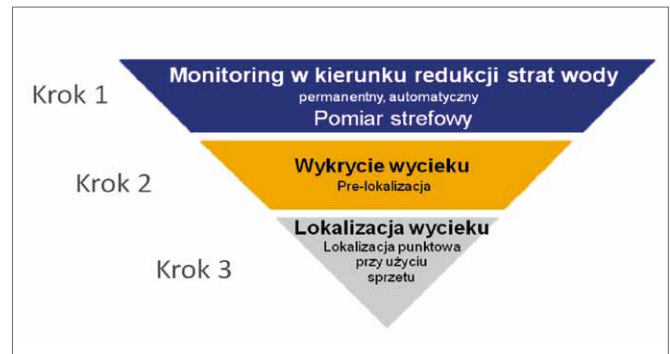 Krok 1
Monitoring w kierunku redukcji strat wody
permanentny, automatyczny
Pomiar strefowy
Krok 2
Wykrycie wycieku
Pre-lokalizacja
Krok 3
Lokalizacja wycieku
Lokalizacja punktowa
przy użyciu
sprzetu